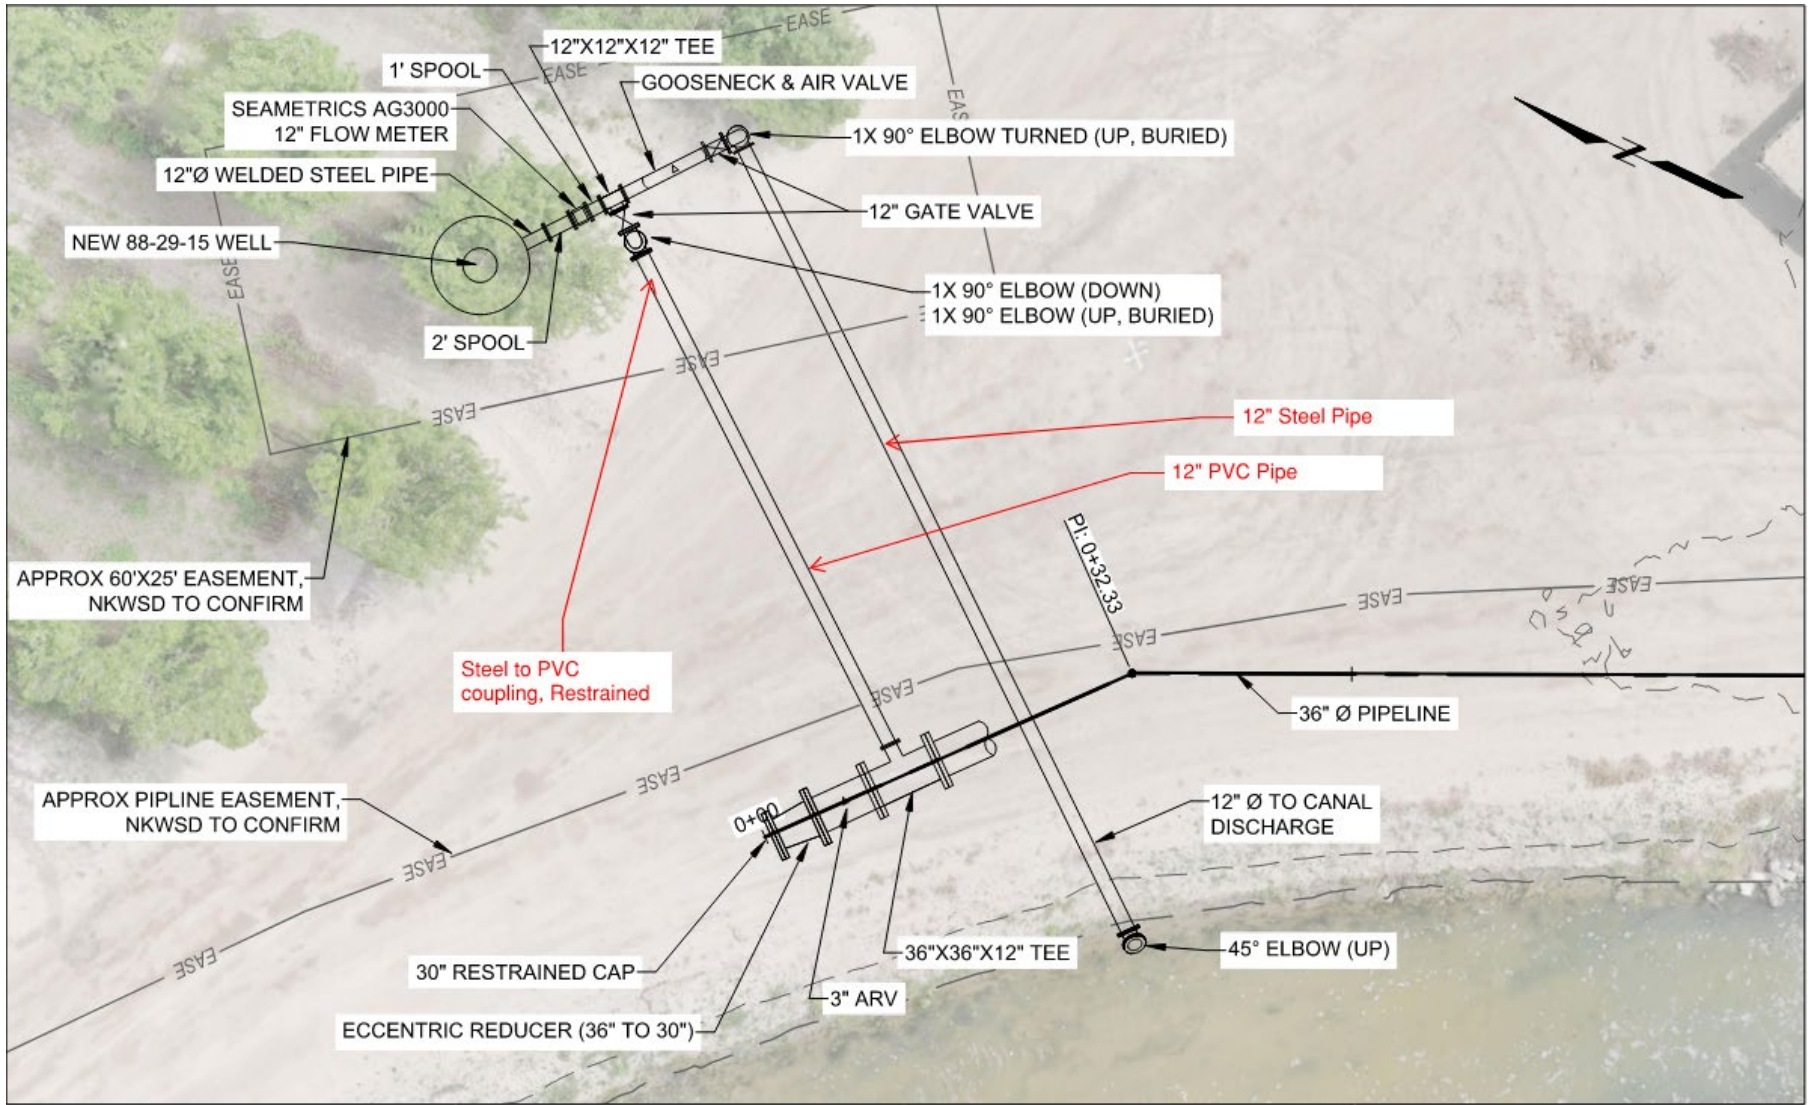 EASE
12"X12"X12" TEE
1' SPOOL
EASE
GOOSENECK & AIR VALVE
SEAMETRICS AG3000
12" FLOW METER
EASE
1X 90° ELBOW TURNED (UP, BURIED)
12"Ø WELDED STEEL PIPE
N
12" GATE VALVE
NEW 88-29-15 WELL
EASE
1X 90° ELBOW (DOWN)
1X 90° ELBOW (UP, BURIED)
2' SPOOL
EASE
EASE
12" Steel Pipe
12" PVC Pipe
PI: 0+32.33
APPROX 60'X25' EASEMENT,
NKWSD TO CONFIRM
EASE
EASE
EASE
Steel to PVC
coupling, Restrained
EASE
36" Ø PIPELINE
EASE
APPROX PIPLINE EASEMENT,
NKWSD TO CONFIRM
0+00
12" Ø TO CANAL
DISCHARGE
EASE
EASE
36"X36"X12" TEE
45° ELBOW (UP)
30" RESTRAINED CAP
3" ARV
ECCENTRIC REDUCER (36" TO 30")